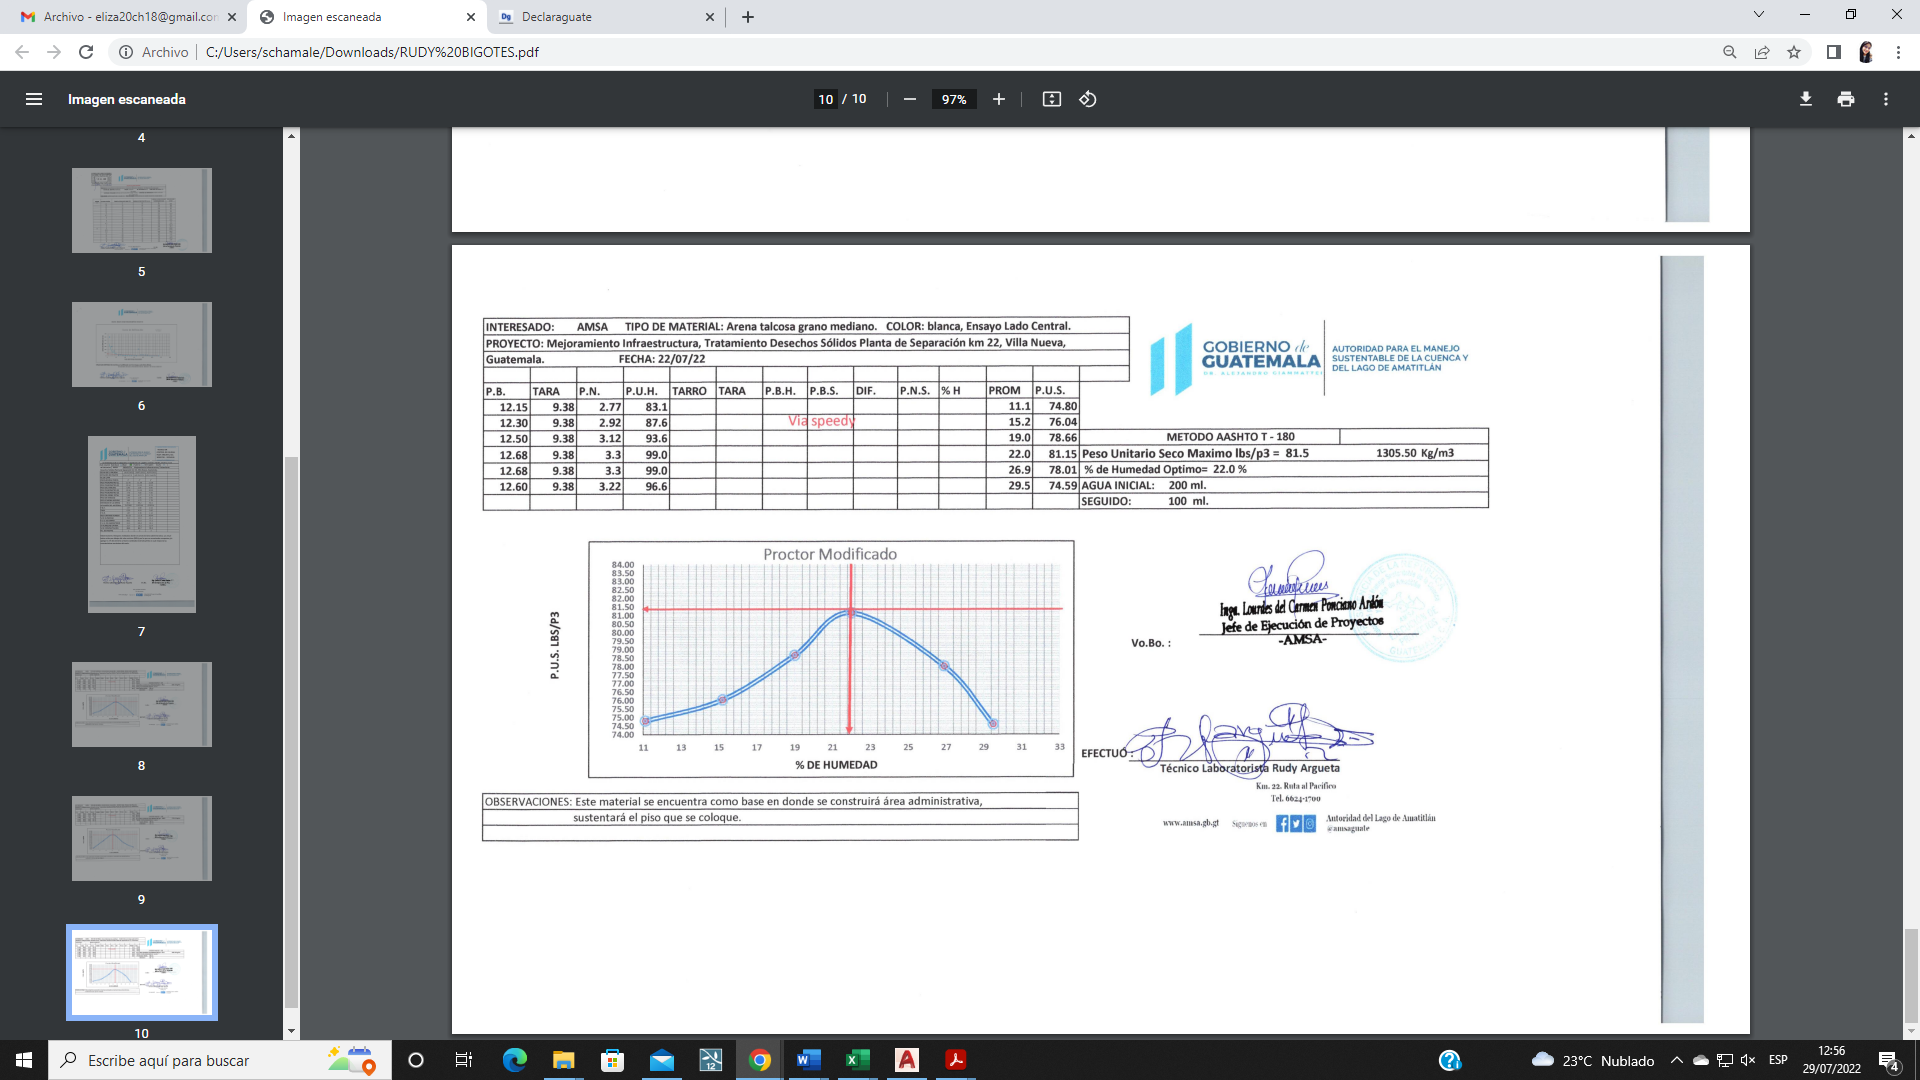 Archivo - eliza20ch18@gmail.con
Imagen escaneada
Declaraguate
Archivo
C:/Users/schamale/Downloads/RUDY%20BIGOTES.pdf
Imagen escaneada
10 / 10
97%
4
5
6
7
8
9
10
INTERESADO: AMSA TIPO DE MATERIAL: Arena talcosa grano mediano. COLOR: blanca, Ensayo Lado Central.
PROYECTO: Mejoramiento Infraestructura, Tratamiento Desechos Sólidos Planta de Separación km 22, Villa Nueva,
Guatemala. FECHA: 22/07/22
P.B. TARA P.N. P.U.H. TARRO TARA P.B.H. P.B.S. DIF. P.N.S. % H PROM P.U.S.
12.15 9.38 2.77 83.1 11.1 74.80
12.30 9.38 2.92 87.6 Via speedy 15.2 76.04
12.50 9.38 3.12 93.6 19.0 78.66
12.68 9.38 3.3 99.0 22.0 81.15
12.68 9.38 3.3 99.0 26.9 78.01
12.60 9.38 3.22 96.6 29.5 74.59
GOBIERNO de
GUATEMALA
DR. ALEJANDRO GIAMMATTEI
AUTORIDAD PARA EL MANEJO
SUSTENTABLE DE LA CUENCA Y
DEL LAGO DE AMATITLÁN
METODO AASHTO T - 180
Peso Unitario Seco Maximo lbs/p3 = 81.5 1305.50 Kg/m3
% de Humedad Optimo= 22.0 %
AGUA INICIAL: 200 ml.
SEGUIDO: 100 ml.
Proctor Modificado
P.U.S. LBS/P3
84.00
83.50
83.00
82.50
82.00
81.50
81.00
80.50
80.00
79.50
79.00
78.50
78.00
77.50
77.00
76.50
76.00
75.50
75.00
74.50
74.00
11 13 15 17 19 21 23 25 27 29 31 33
% DE HUMEDAD
Inga. Lourdes del Carmen Ponciano Ardón
Jefe de Ejecución de Proyectos
-AMSA-
Vo.Bo. :
EFECTUÓ :
Técnico Laboratorista Rudy Argueta
Km. 22. Ruta al Pacífico
Tel. 6624-1700
www.amsa.gb.gt Síguenos en Autoridad del Lago de Amatitlán
@amsaguate
OBSERVACIONES: Este material se encuentra como base en donde se construirá área administrativa,
sustentará el piso que se coloque.
Escribe aquí para buscar
12
23°C Nublado
ESP
12:56
29/07/2022
4